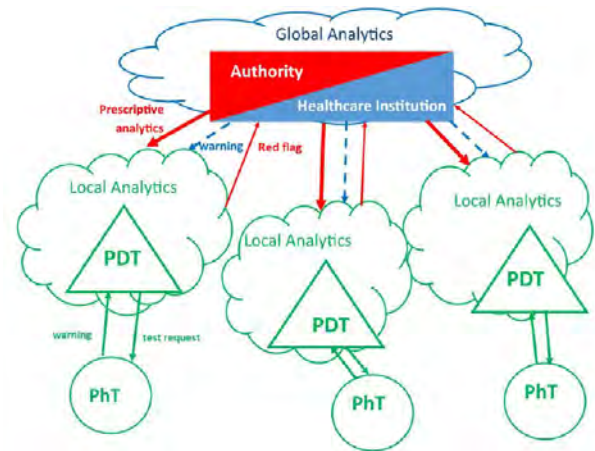 Global Analytics
Authority
Healthcare Institution
Prescriptive
analytics
warning
Red flag
Local Analytics
PDT
warning
test request
PhT
Local Analytics
PDT
PhT
Local Analytics
PDT
PhT